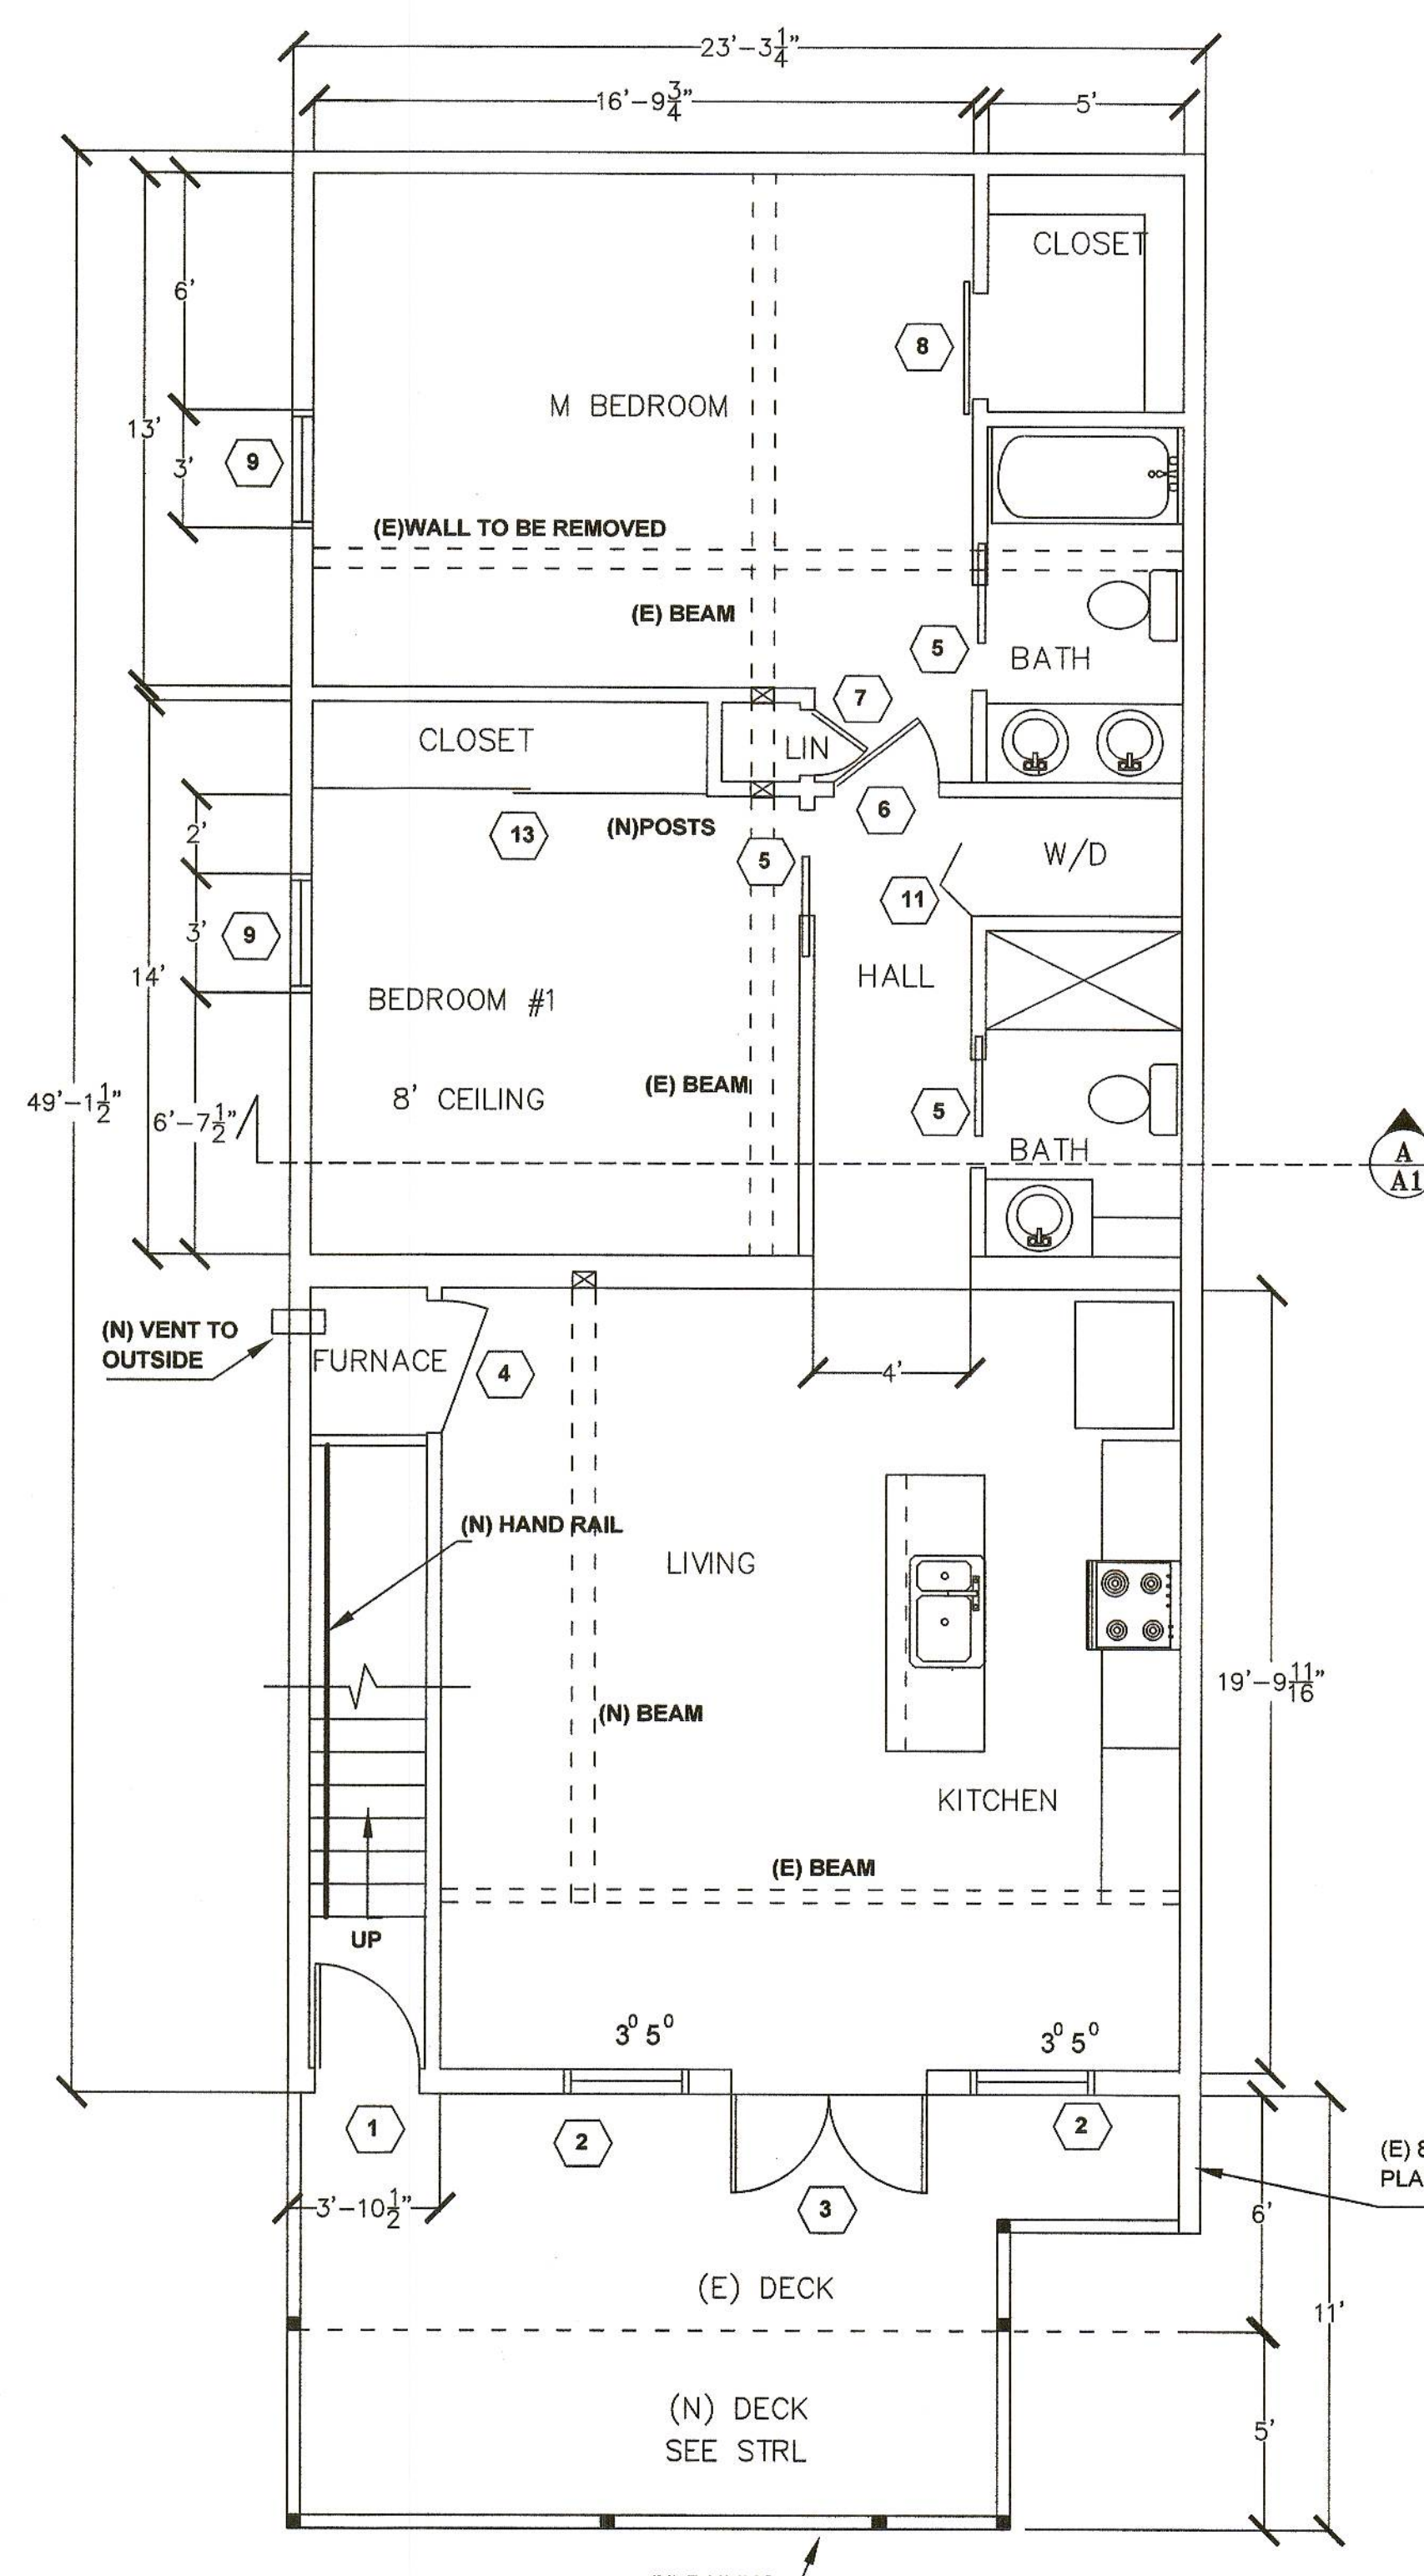 23'-3 1/4"
16'-9 3/4"
5'
CLOSET
6'
8
M BEDROOM
13'
9
3'
(E)WALL TO BE REMOVED
(E) BEAM
5
BATH
7
CLOSET
LIN
6
2'
13
(N)POSTS
5
W/D
11
3'
9
14'
HALL
BEDROOM #1
(E) BEAM
8' CEILING
49'-1 1/2"
6'-7 1/2"
5
BATH
A
A1
(N) VENT TO
OUTSIDE
FURNACE
4
4'
(N) HAND RAIL
LIVING
19'-9 11/16"
(N) BEAM
KITCHEN
(E) BEAM
UP
3⁰ 5⁰
3⁰ 5⁰
1
2
2
(E) 8
PLA
3'-10 1/2"
3
6'
(E) DECK
11'
(N) DECK
SEE STRL
5'